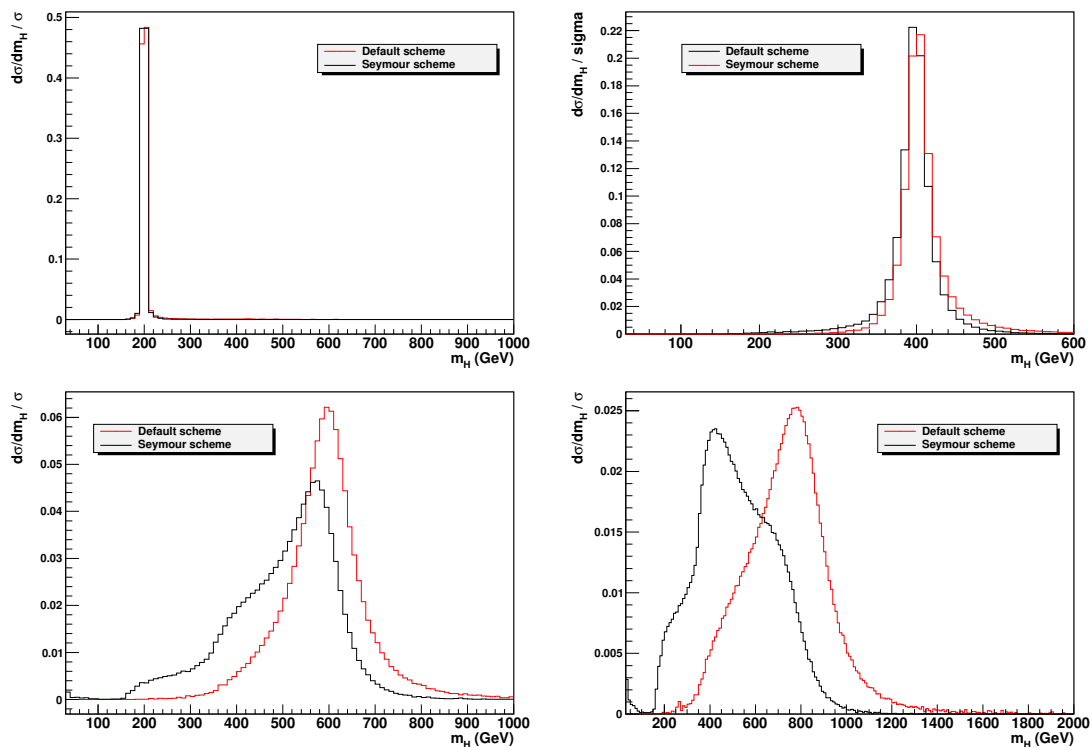 dσ/dm_H / σ
0.5
0.4
0.3
0.2
0.1
0
Default scheme
Seymour scheme
100 200 300 400 500 600 700 800 900 1000
m_H (GeV)
dσ/dm_H / sigma
0.22
0.2
0.18
0.16
0.14
0.12
0.1
0.08
0.06
0.04
0.02
0
Default scheme
Seymour scheme
100 200 300 400 500 600
m_H (GeV)
dσ/dm_H / σ
0.06
0.05
0.04
0.03
0.02
0.01
0
Default scheme
Seymour scheme
100 200 300 400 500 600 700 800 900 1000
m_H (GeV)
dσ/dm_H / σ
0.025
0.02
0.015
0.01
0.005
0
Default scheme
Seymour scheme
200 400 600 800 1000 1200 1400 1600 1800 2000
m_H (GeV)